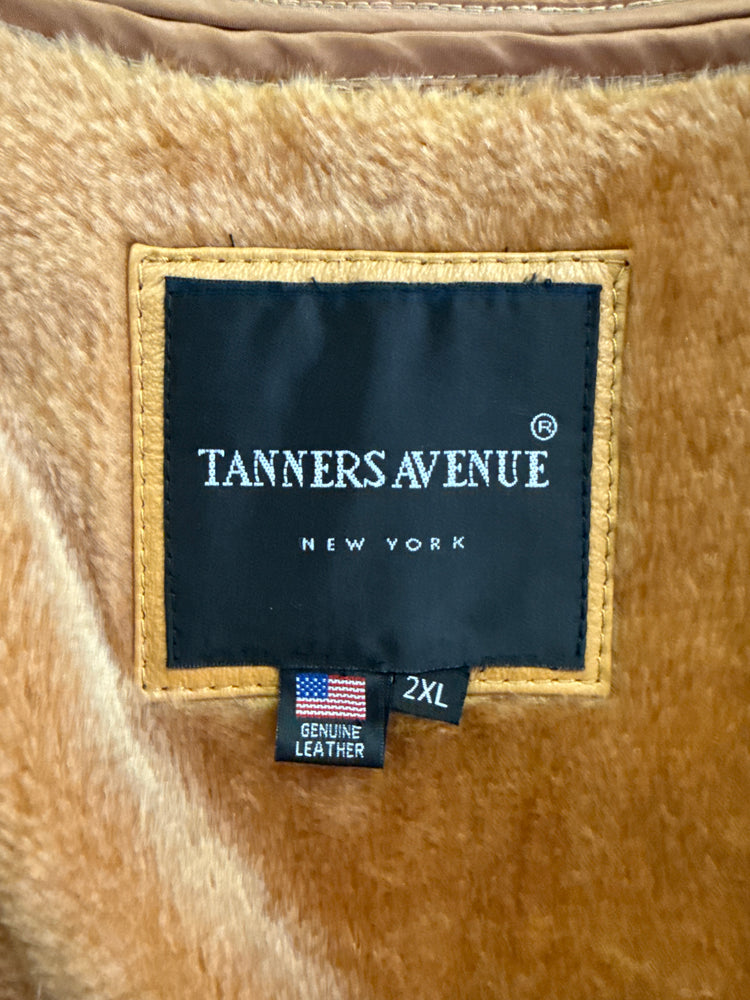 ®
TANNERS AVENUE
NEW YORK
2XL
GENUINE
LEATHER